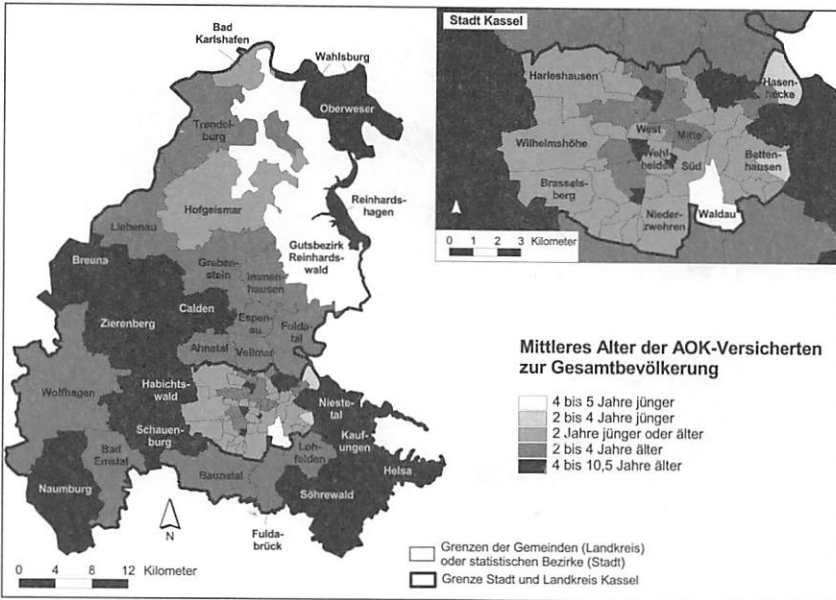 Bad
Karlshafen
Wahlsburg
Oberweser
Trendel-
burg
Reinhards-
hagen
Hofgeismar
Liebenau
Gutsbezirk
Reinhards-
wald
Breuna
Greben-
stein
Immen-
hausen
Calden
Zierenberg
Espen-
au
Fulda-
tal
Ahnatal
Vellmar
Wolfhagen
Habichts-
wald
Nieste-
tal
Schauen-
burg
Kauf-
ungen
Bad
Emstal
Loh-
felden
Helsa
Baunatal
Naumburg
Söhrewald
N
Fulda-
brück
0 4 8 12 Kilometer
Stadt Kassel
Harleshausen
Hasen-
hecke
West
Mitte
Wilhelmshöhe
Wehl-
heiden
Süd
Betten-
hausen
Brassels-
berg
Nieder-
zwehren
Waldau
0 1 2 3 Kilometer
Mittleres Alter der AOK-Versicherten
zur Gesamtbevölkerung
4 bis 5 Jahre jünger
2 bis 4 Jahre jünger
2 Jahre jünger oder älter
2 bis 4 Jahre älter
4 bis 10,5 Jahre älter
Grenzen der Gemeinden (Landkreis)
oder statistischen Bezirke (Stadt)
Grenze Stadt und Landkreis Kassel